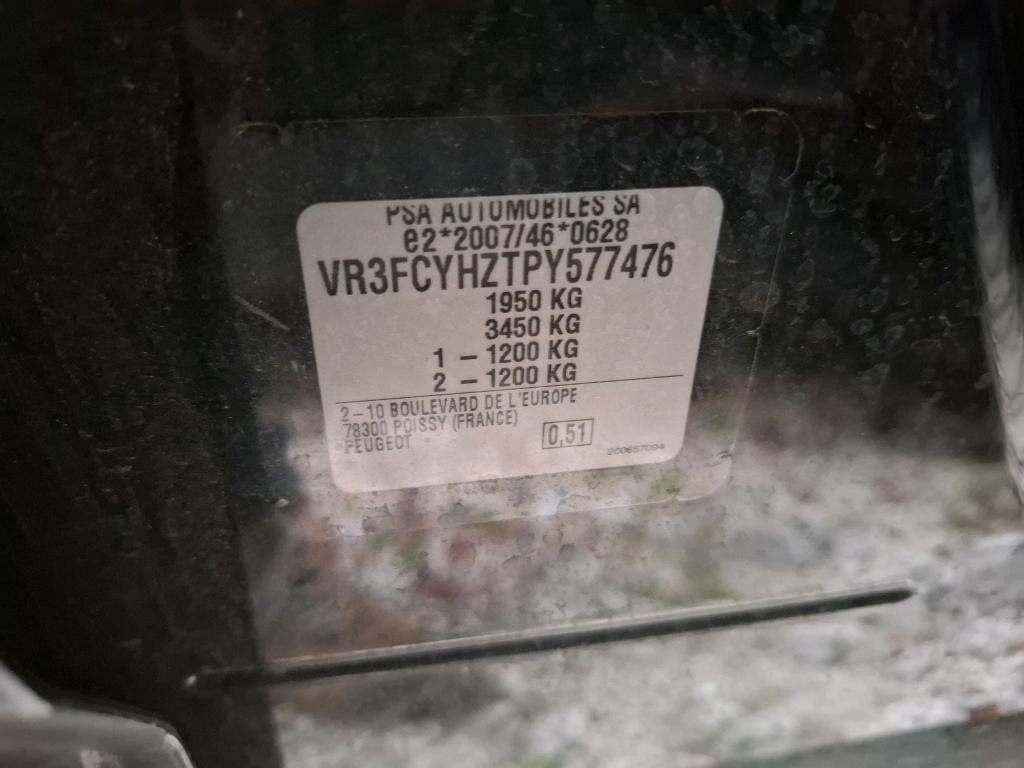 PSA AUTOMOBILES SA
e2*2007/46*0628
VR3FCYHZTPY577476
1950 KG
3450 KG
1 – 1200 KG
2 – 1200 KG
2–10 BOULEVARD DE L'EUROPE
78300 POISSY (FRANCE)
PEUGEOT
0,51
200657094